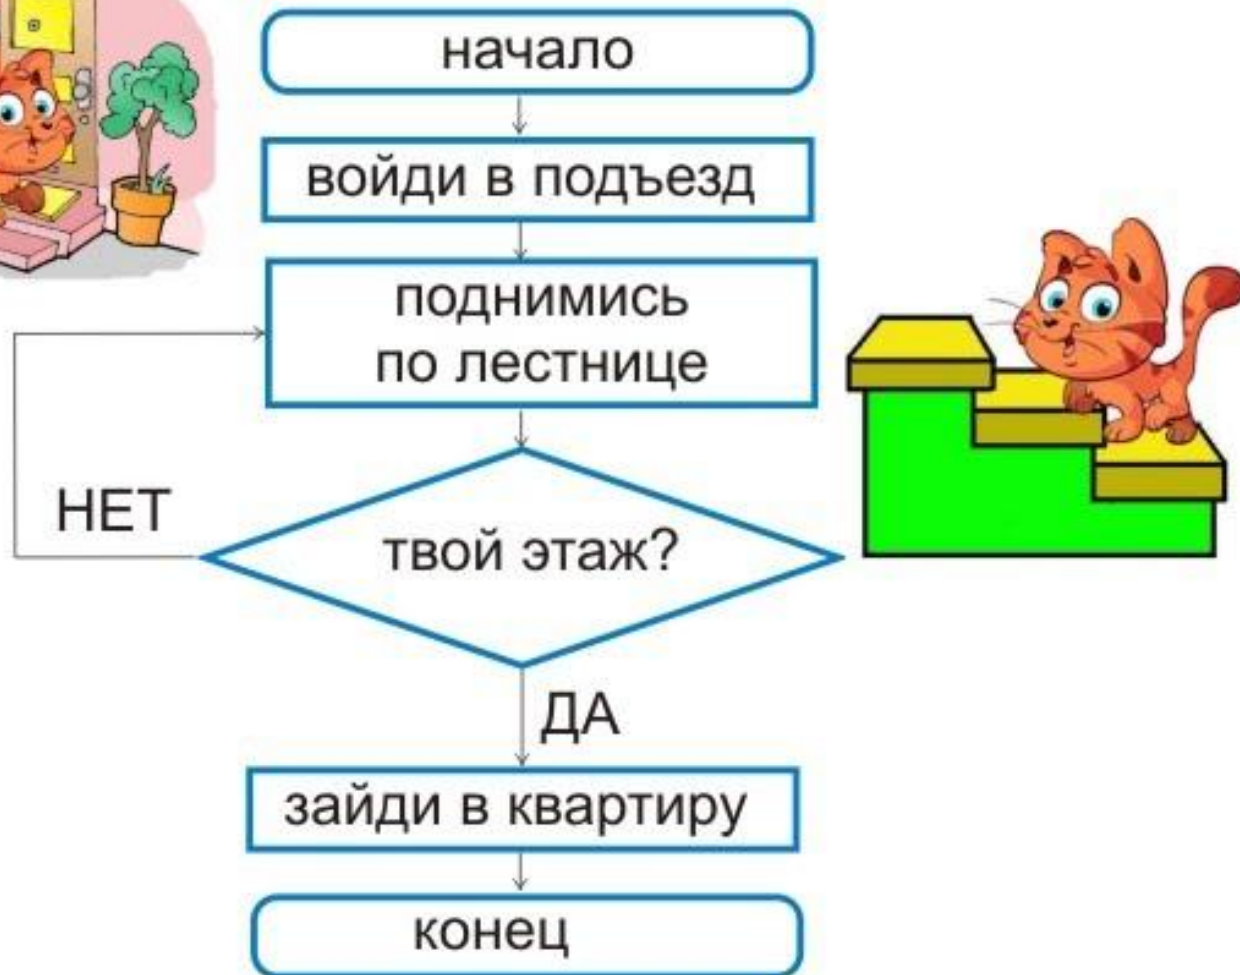 начало
войди в подъезд
поднимись
по лестнице
НЕТ
твой этаж?
ДА
зайди в квартиру
конец